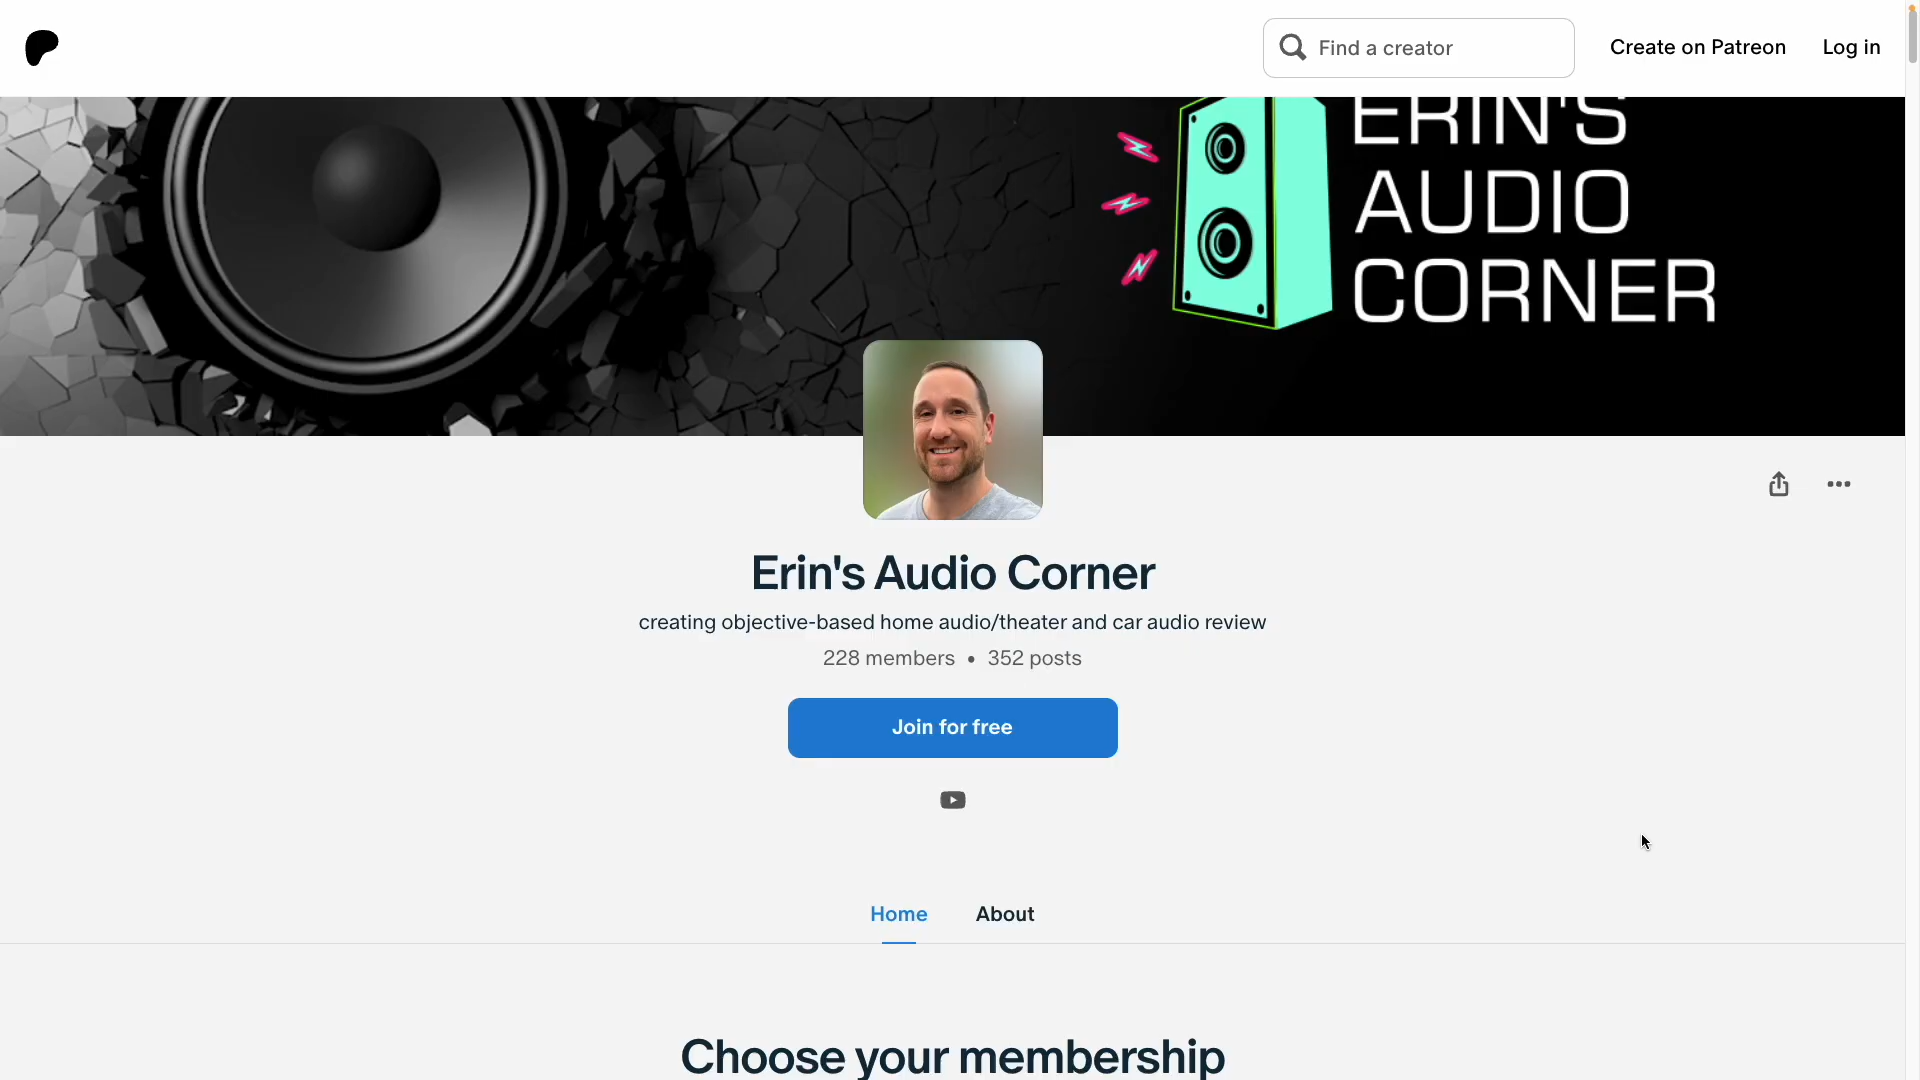 Find a creator
Create on Patreon
Log in
ERIN'S
AUDIO
CORNER
Erin's Audio Corner
creating objective-based home audio/theater and car audio review
228 members • 352 posts
Join for free
Home
About
Choose your membership